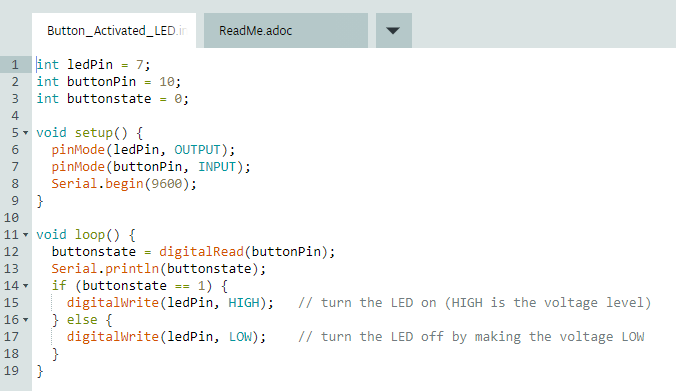 Button_Activated_LED.in
ReadMe.adoc
1 int ledPin = 7;
2 int buttonPin = 10;
3 int buttonstate = 0;
4
5 void setup() {
6   pinMode(ledPin, OUTPUT);
7   pinMode(buttonPin, INPUT);
8   Serial.begin(9600);
9 }
10
11 void loop() {
12   buttonstate = digitalRead(buttonPin);
13   Serial.println(buttonstate);
14   if (buttonstate == 1) {
15     digitalWrite(ledPin, HIGH);   // turn the LED on (HIGH is the voltage level)
16   } else {
17     digitalWrite(ledPin, LOW);    // turn the LED off by making the voltage LOW
18   }
19 }